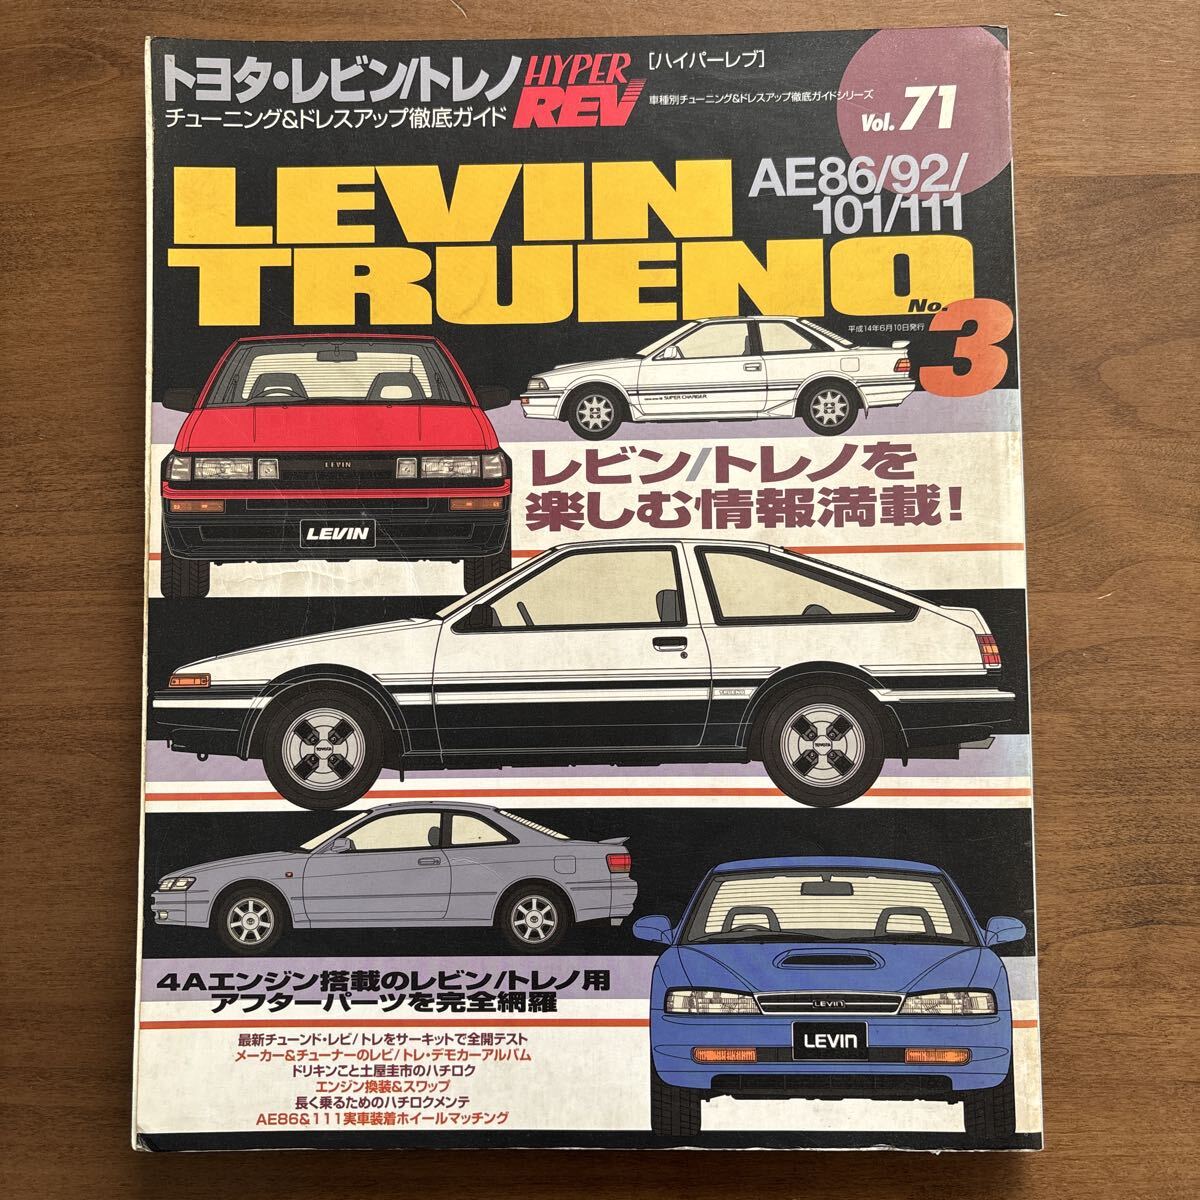 トヨタ・レビン/トレノ
チューニング&ドレスアップ徹底ガイド
HYPER
REV
[ハイパーレブ]
車種別チューニング&ドレスアップ徹底ガイドシリーズ
Vol. 71
LEVIN
TRUENO
AE86/92/
101/111
No. 3
平成14年6月10日発行
SUPER CHARGER
レビン/トレノを
楽しむ情報満載!
LEVIN
LEVIN
TRUENO
TOYOTA
TOYOTA
4Aエンジン搭載のレビン/トレノ用
アフターパーツを完全網羅
最新チューンド・レビ/トレをサーキットで全開テスト
メーカー&チューナーのレビ/トレ・デモカーアルバム
ドリキンこと土屋圭市のハチロク
エンジン換装&スワップ
長く乗るためのハチロクメンテ
AE86&111実車装着ホイールマッチング
LEVIN
LEVIN